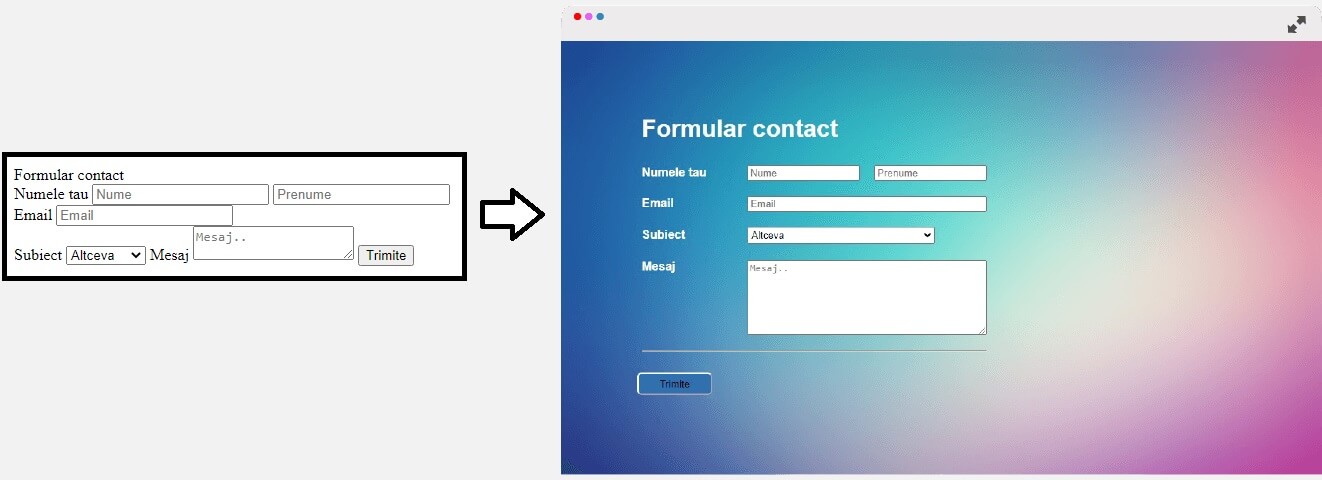 Formular contact
Numele tau Nume Prenume
Email Email
Subiect Altceva Mesaj Mesaj.. Trimite
Formular contact
Numele tau Nume Prenume
Email Email
Subiect Altceva
Mesaj Mesaj..
Trimite